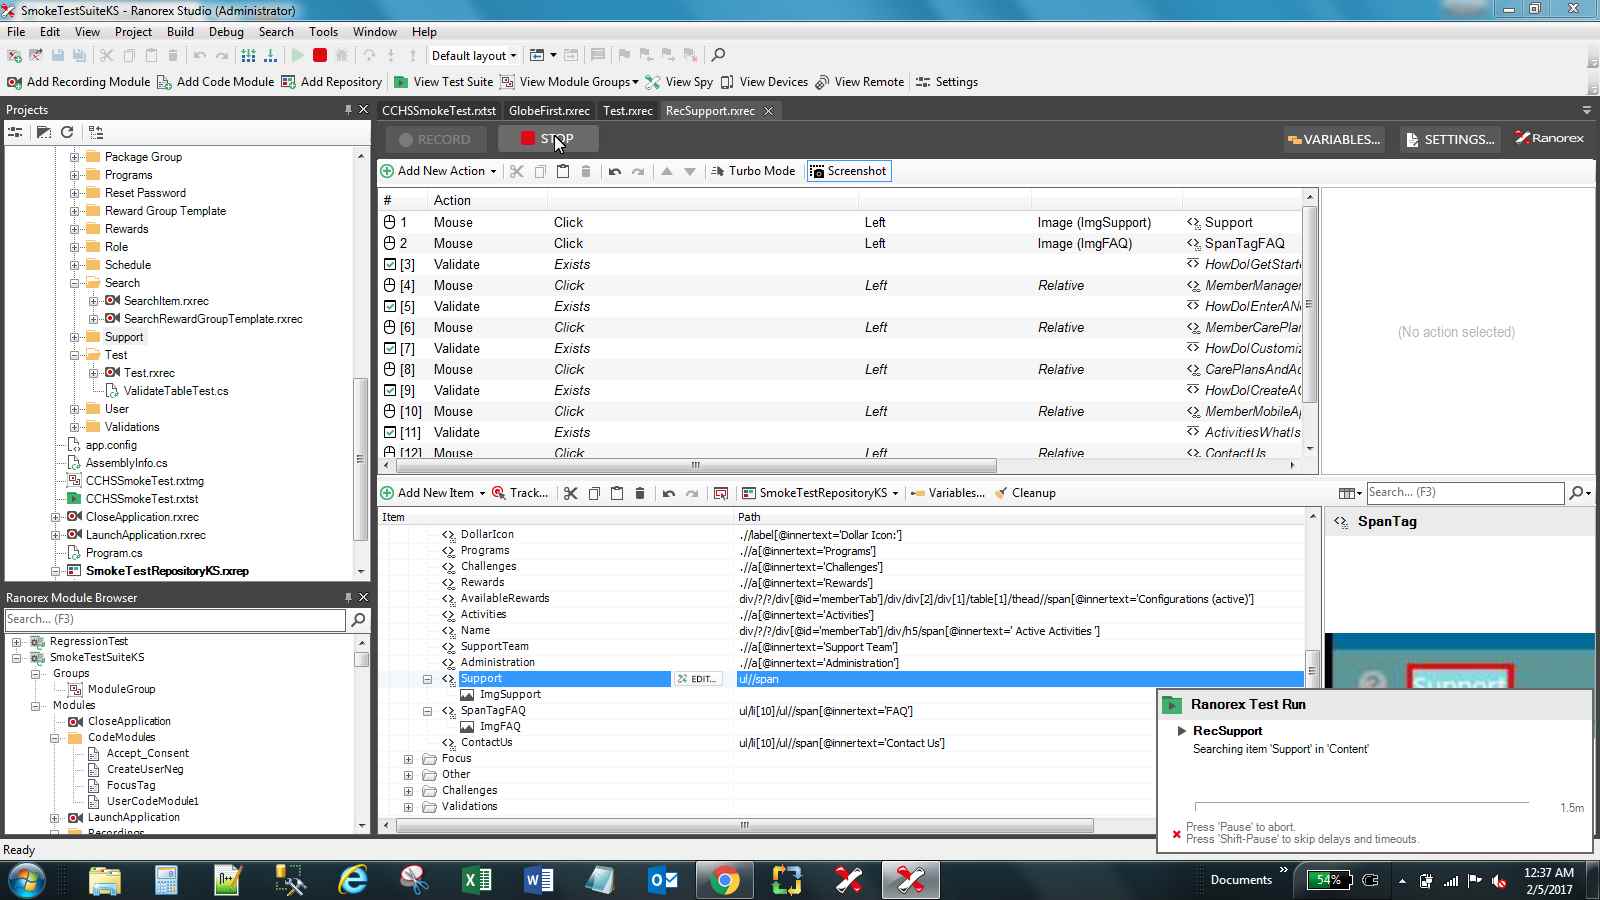 SmokeTestSuiteKS - Ranorex Studio (Administrator)
File Edit View Project Build Debug Search Tools Window Help
Default layout
Add Recording Module Add Code Module Add Repository View Test Suite View Module Groups View Spy View Devices View Remote Settings
Projects
Package Group
Programs
Reset Password
Reward Group Template
Rewards
Role
Schedule
Search
SearchItem.rxrec
SearchRewardGroupTemplate.rxrec
Support
Test
Test.rxrec
ValidateTableTest.cs
User
Validations
app.config
AssemblyInfo.cs
CCHSSmokeTest.rxtmg
CCHSSmokeTest.rxtst
CloseApplication.rxrec
LaunchApplication.rxrec
Program.cs
SmokeTestRepositoryKS.rxrep
Ranorex Module Browser
Search... (F3)
RegressionTest
SmokeTestSuiteKS
Groups
ModuleGroup
Modules
CloseApplication
CodeModules
Accept_Consent
CreateUserNeg
FocusTag
UserCodeModule1
LaunchApplication
Recordings
CCHSSmokeTest.rxtst GlobeFirst.rxrec Test.rxrec RecSupport.rxrec
RECORD STOP VARIABLES... SETTINGS... Ranorex
Add New Action Turbo Mode Screenshot
# Action
1 Mouse Click Left Image (ImgSupport) Support
2 Mouse Click Left Image (ImgFAQ) SpanTagFAQ
[3] Validate Exists HowDoIGetStart
[4] Mouse Click Left Relative MemberManager
[5] Validate Exists HowDoIEnterANe
[6] Mouse Click Left Relative MemberCarePlan
[7] Validate Exists HowDoICustomiz
[8] Mouse Click Left Relative CarePlansAndAc
[9] Validate Exists HowDoICreateAC
[10] Mouse Click Left Relative MemberMobileAp
[11] Validate Exists ActivitiesWhatIs
[12] Mouse Click Left Relative ContactUs
(No action selected)
Add New Item Track... SmokeTestRepositoryKS Variables... Cleanup Search... (F3)
Item Path
DollarIcon .//label[@innertext='Dollar Icon:']
Programs .//a[@innertext='Programs']
Challenges .//a[@innertext='Challenges']
Rewards .//a[@innertext='Rewards']
AvailableRewards div/?/?/div[@id='memberTab']/div/div[2]/div[1]/table[1]/thead//span[@innertext='Configurations (active)']
Activities .//a[@innertext='Activities']
Name div/?/?/div[@id='memberTab']/div/h5/span[@innertext=' Active Activities ']
SupportTeam .//a[@innertext='Support Team']
Administration .//a[@innertext='Administration']
Support EDIT... ul//span
ImgSupport
SpanTagFAQ ul/li[10]/ul//span[@innertext='FAQ']
ImgFAQ
ContactUs ul/li[10]/ul//span[@innertext='Contact Us']
Focus
Other
Challenges
Validations
SpanTag
Support
Ranorex Test Run
RecSupport
Searching item 'Support' in 'Content'
1.5m
Press 'Pause' to abort.
Press 'Shift-Pause' to skip delays and timeouts.
Ready
Documents
54%
12:37 AM
2/5/2017